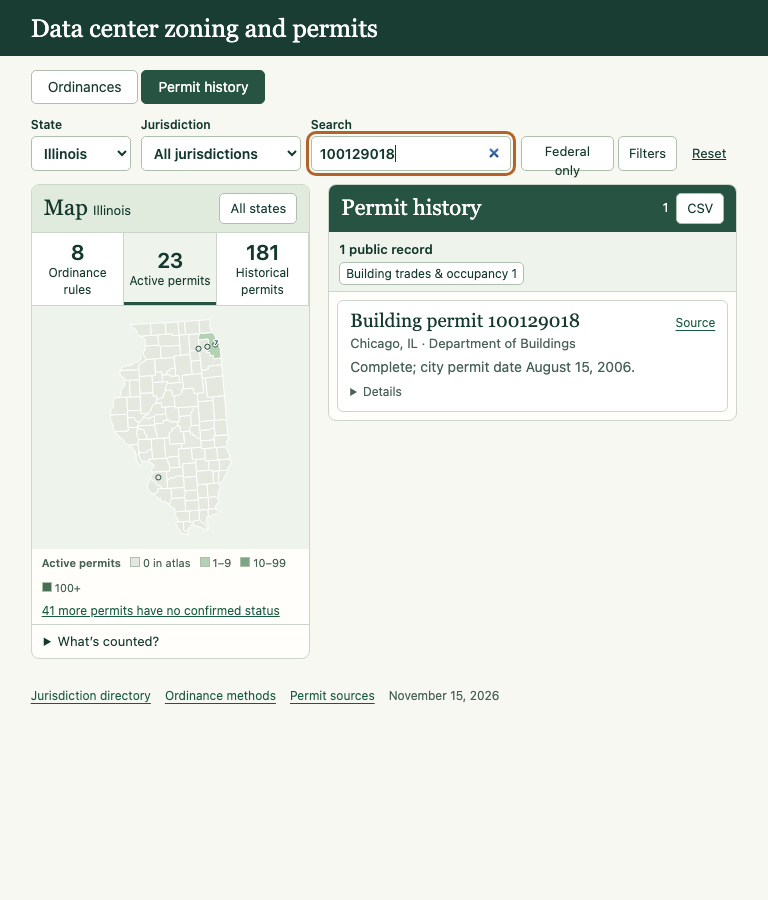 Data center zoning and permits
Ordinances
Permit history
State
Jurisdiction
Search
Illinois
All jurisdictions
100129018
Federal only
Filters
Reset
Map Illinois
All states
8
Ordinance rules
23
Active permits
181
Historical permits
Active permits
0 in atlas
1–9
10–99
100+
41 more permits have no confirmed status
What's counted?
Permit history
1
CSV
1 public record
Building trades & occupancy 1
Building permit 100129018
Source
Chicago, IL · Department of Buildings
Complete; city permit date August 15, 2006.
Details
Jurisdiction directory
Ordinance methods
Permit sources
November 15, 2026